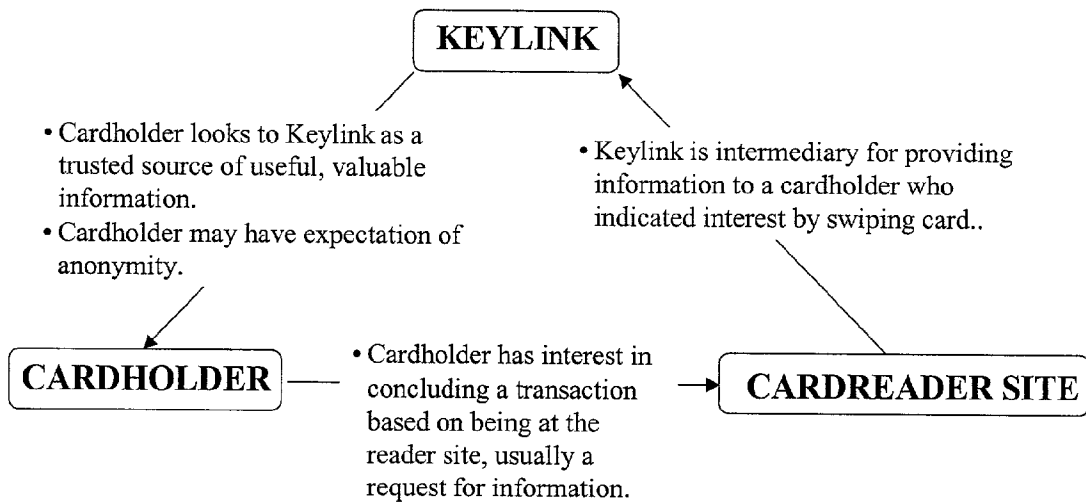 KEYLINK
• Cardholder looks to Keylink as a
trusted source of useful, valuable
information.
• Cardholder may have expectation of
anonymity.
• Keylink is intermediary for providing
information to a cardholder who
indicated interest by swiping card..
CARDHOLDER
• Cardholder has interest in
concluding a transaction
based on being at the
reader site, usually a
request for information.
CARDREADER SITE